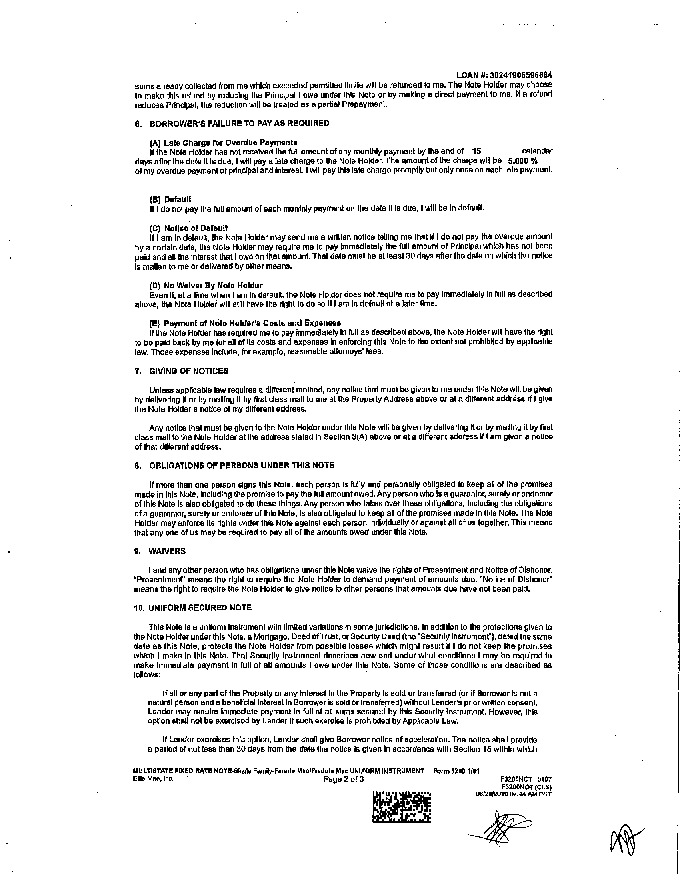 LOAN #: 30241906596684
sums already collected from me which exceeded permitted limits will be refunded to me. The Note Holder may choose
to make this refund by reducing the Principal I owe under this Note or by making a direct payment to me. If a refund
reduces Principal, the reduction will be treated as a partial Prepayment.
6. BORROWER'S FAILURE TO PAY AS REQUIRED
(A) Late Charge for Overdue Payments
If the Note Holder has not received the full amount of any monthly payment by the end of 15 calendar
days after the date it is due, I will pay a late charge to the Note Holder. The amount of the charge will be 5.000 %
of my overdue payment of principal and interest. I will pay this late charge promptly but only once on each late payment.
(B) Default
If I do not pay the full amount of each monthly payment on the date it is due, I will be in default.
(C) Notice of Default
If I am in default, the Note Holder may send me a written notice telling me that if I do not pay the overdue amount
by a certain date, the Note Holder may require me to pay immediately the full amount of Principal which has not been
paid and all the interest that I owe on that amount. That date must be at least 30 days after the date on which the notice
is mailed to me or delivered by other means.
(D) No Waiver By Note Holder
Even if, at a time when I am in default, the Note Holder does not require me to pay immediately in full as described
above, the Note Holder will still have the right to do so if I am in default at a later time.
(E) Payment of Note Holder's Costs and Expenses
If the Note Holder has required me to pay immediately in full as described above, the Note Holder will have the right
to be paid back by me for all of its costs and expenses in enforcing this Note to the extent not prohibited by applicable
law. Those expenses include, for example, reasonable attorneys' fees.
7. GIVING OF NOTICES
Unless applicable law requires a different method, any notice that must be given to me under this Note will be given
by delivering it or by mailing it by first class mail to me at the Property Address above or at a different address if I give
the Note Holder a notice of my different address.
Any notice that must be given to the Note Holder under this Note will be given by delivering it or by mailing it by first
class mail to the Note Holder at the address stated in Section 3(A) above or at a different address if I am given a notice
of that different address.
8. OBLIGATIONS OF PERSONS UNDER THIS NOTE
If more than one person signs this Note, each person is fully and personally obligated to keep all of the promises
made in this Note, including the promise to pay the full amount owed. Any person who is a guarantor, surety or endorser
of this Note is also obligated to do these things. Any person who takes over these obligations, including the obligations
of a guarantor, surety or endorser of this Note, is also obligated to keep all of the promises made in this Note. The Note
Holder may enforce its rights under this Note against each person individually or against all of us together. This means
that any one of us may be required to pay all of the amounts owed under this Note.
9. WAIVERS
I and any other person who has obligations under this Note waive the rights of Presentment and Notice of Dishonor.
"Presentment" means the right to require the Note Holder to demand payment of amounts due. "Notice of Dishonor"
means the right to require the Note Holder to give notice to other persons that amounts due have not been paid.
10. UNIFORM SECURED NOTE
This Note is a uniform instrument with limited variations in some jurisdictions. In addition to the protections given to
the Note Holder under this Note, a Mortgage, Deed of Trust, or Security Deed (the "Security Instrument"), dated the same
date as this Note, protects the Note Holder from possible losses which might result if I do not keep the promises
which I make in this Note. That Security Instrument describes how and under what conditions I may be required to
make immediate payment in full of all amounts I owe under this Note. Some of those conditions are described as
follows:
If all or any part of the Property or any Interest in the Property is sold or transferred (or if Borrower is not a
natural person and a beneficial interest in Borrower is sold or transferred) without Lender's prior written consent,
Lender may require immediate payment in full of all sums secured by this Security Instrument. However, this
option shall not be exercised by Lender if such exercise is prohibited by Applicable Law.
If Lender exercises this option, Lender shall give Borrower notice of acceleration. The notice shall provide
a period of not less than 30 days from the date the notice is given in accordance with Section 15 within which
MULTISTATE FIXED RATE NOTE-Single Family-Fannie Mae/Freddie Mac UNIFORM INSTRUMENT Form 3200 1/01
Ellie Mae, Inc. Page 2 of 3 F3200NOT 0107
F3200NOT (CLS)